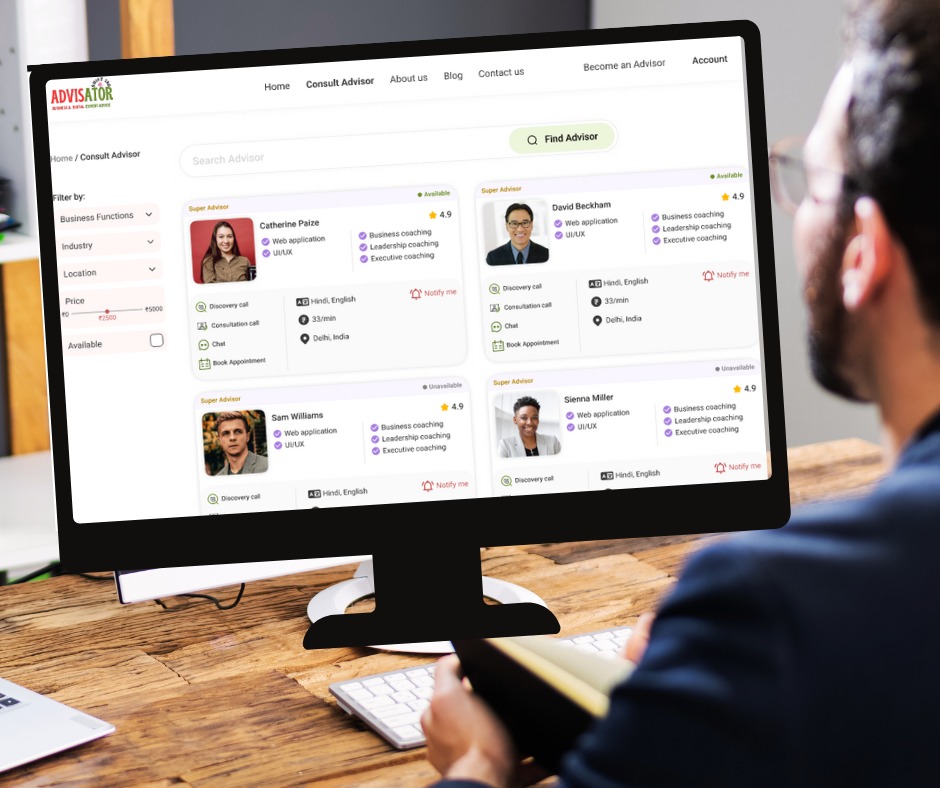 ADVISATOR
Home
Consult Advisor
About us
Blog
Contact us
Become an Advisor
Account
Home / Consult Advisor
Search Advisor
Find Advisor
Filter by:
Business Functions
Industry
Location
Price
₹0
₹2500
₹5000
Available
Super Advisor
Available
Catherine Paize
4.9
Web application
UI/UX
Business coaching
Leadership coaching
Executive coaching
Discovery call
Consultation call
Chat
Book Appointment
Hindi, English
33/min
Delhi, India
Notify me
Super Advisor
Available
David Beckham
4.9
Web application
UI/UX
Business coaching
Leadership coaching
Executive coaching
Discovery call
Consultation call
Chat
Book Appointment
Hindi, English
33/min
Delhi, India
Notify me
Super Advisor
Unavailable
Sam Williams
4.9
Web application
UI/UX
Business coaching
Leadership coaching
Executive coaching
Discovery call
Hindi, English
Notify me
Super Advisor
Unavailable
Sienna Miller
4.9
Web application
UI/UX
Business coaching
Leadership coaching
Executive coaching
Discovery call
Hindi, English
Notify me